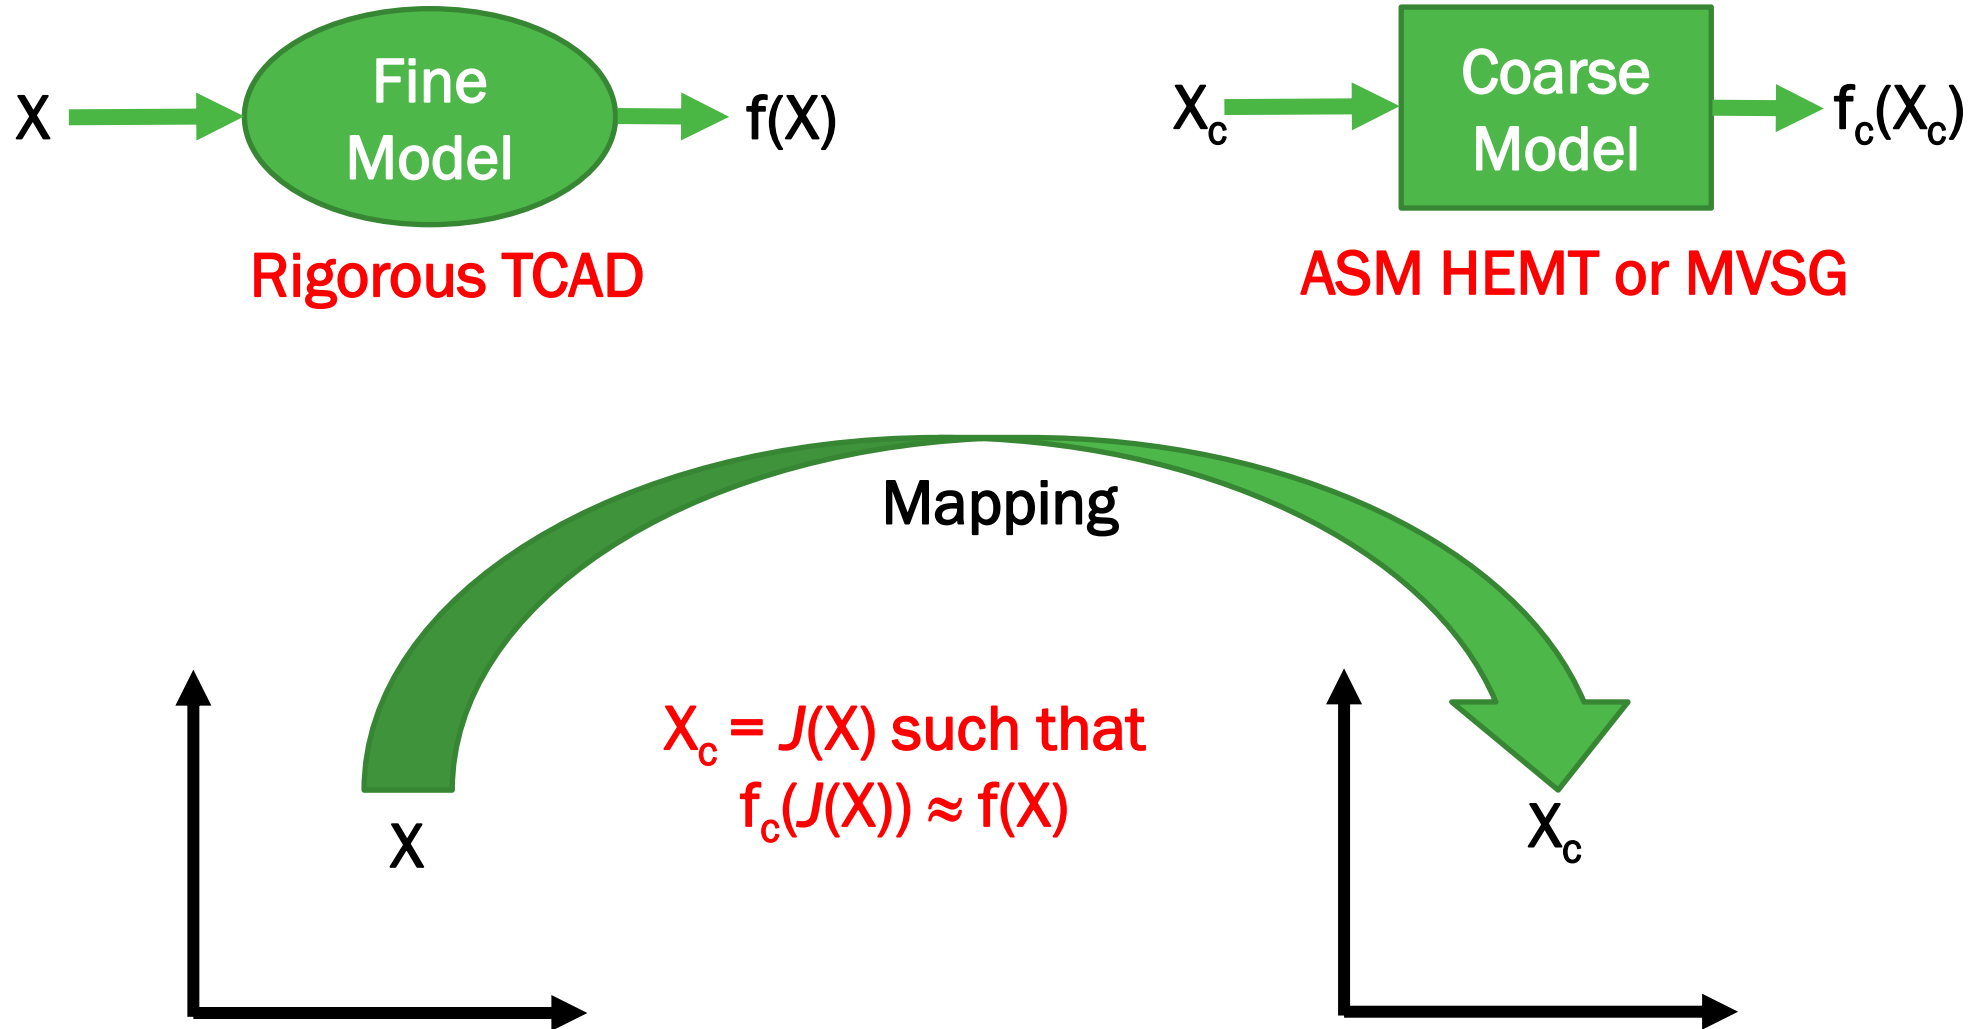 X
Fine
Model
f(X)
Rigorous TCAD
Xc
Coarse
Model
fc(Xc)
ASM HEMT or MVSG
Mapping
Xc = J(X) such that
fc(J(X)) ≈ f(X)
X
Xc